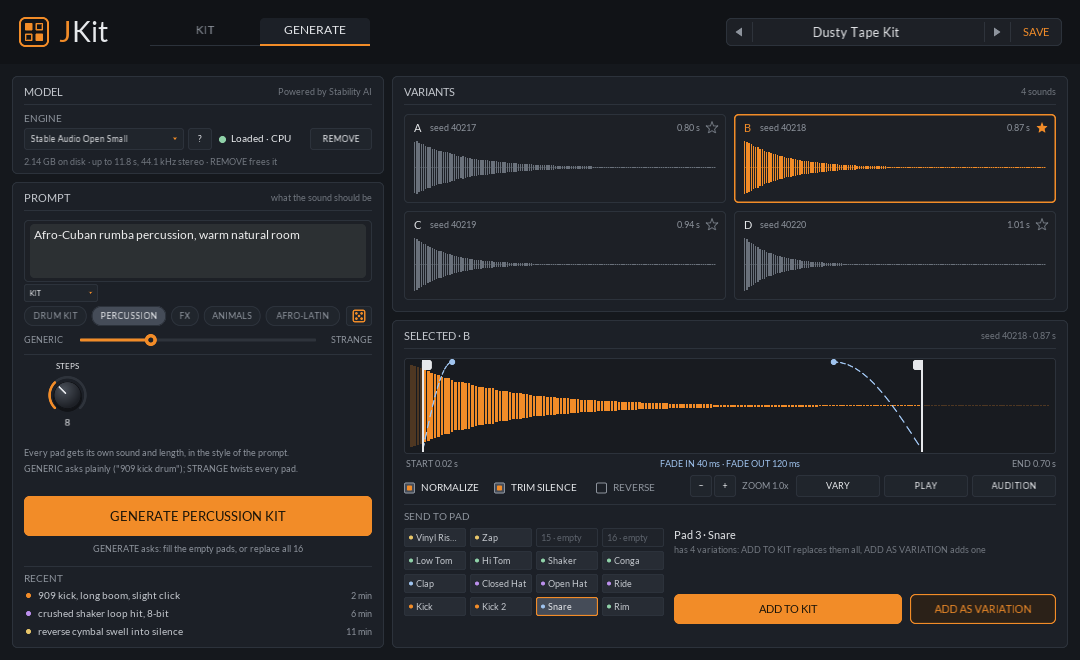 JKit
KIT
GENERATE
Dusty Tape Kit
SAVE
MODEL
Powered by Stability AI
ENGINE
Stable Audio Open Small
?
Loaded · CPU
REMOVE
2.14 GB on disk · up to 11.8 s, 44.1 kHz stereo · REMOVE frees it
PROMPT
what the sound should be
Afro-Cuban rumba percussion, warm natural room
KIT
DRUM KIT
PERCUSSION
FX
ANIMALS
AFRO-LATIN
GENERIC
STRANGE
STEPS
8
Every pad gets its own sound and length, in the style of the prompt.
GENERIC asks plainly ("909 kick drum"); STRANGE twists every pad.
GENERATE PERCUSSION KIT
GENERATE asks: fill the empty pads, or replace all 16
RECENT
909 kick, long boom, slight click
2 min
crushed shaker loop hit, 8-bit
6 min
reverse cymbal swell into silence
11 min
VARIANTS
4 sounds
A seed 40217 0.80 s
B seed 40218 0.87 s
C seed 40219 0.94 s
D seed 40220 1.01 s
SELECTED · B
seed 40218 · 0.87 s
START 0.02 s
FADE IN 40 ms · FADE OUT 120 ms
END 0.70 s
NORMALIZE
TRIM SILENCE
REVERSE
−
+
ZOOM 1.0x
VARY
PLAY
AUDITION
SEND TO PAD
Vinyl Ris... Zap 15 · empty 16 · empty
Low Tom Hi Tom Shaker Conga
Clap Closed Hat Open Hat Ride
Kick Kick 2 Snare Rim
Pad 3 · Snare
has 4 variations: ADD TO KIT replaces them all, ADD AS VARIATION adds one
ADD TO KIT
ADD AS VARIATION